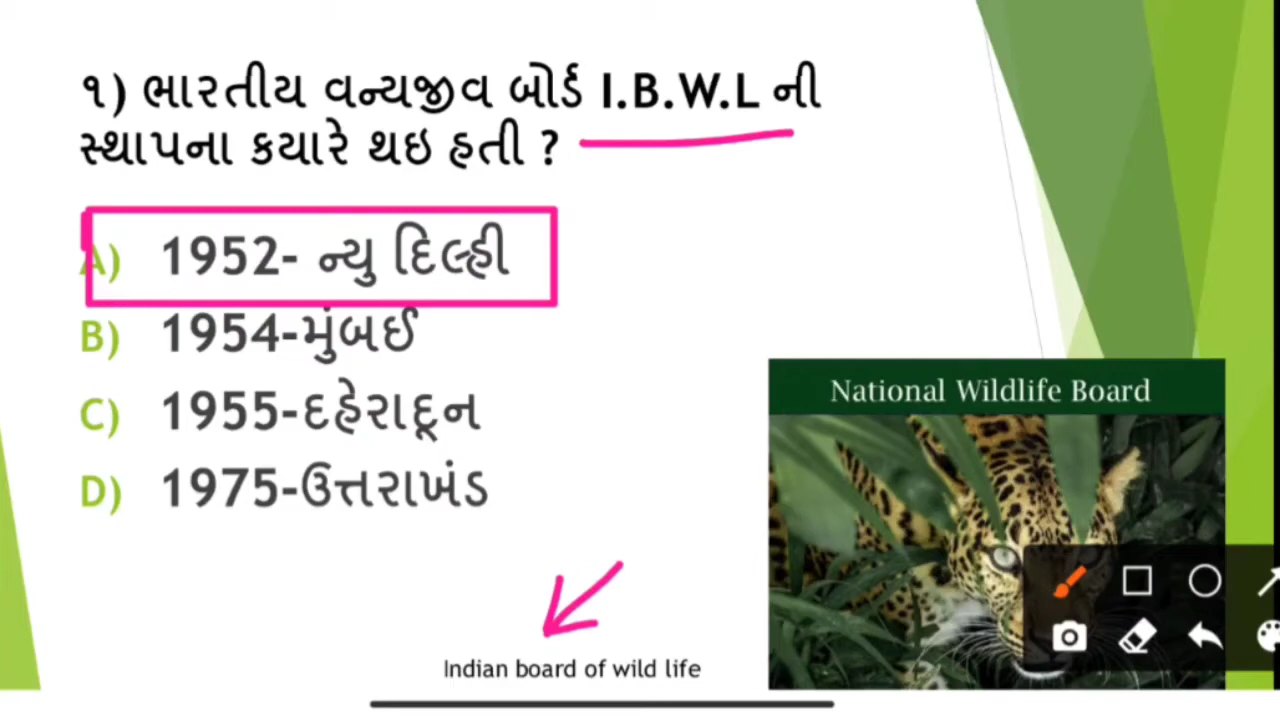 ૧) ભારતીય વન્યજીવ બોર્ડ I.B.W.L ની
સ્થાપના કયારે થઇ હતી ?
A) 1952- ન્યુ દિલ્હી
B) 1954-મુંબઈ
C) 1955-દહેરાદૂન
D) 1975-ઉત્તરાખંડ
National Wildlife Board
Indian board of wild life